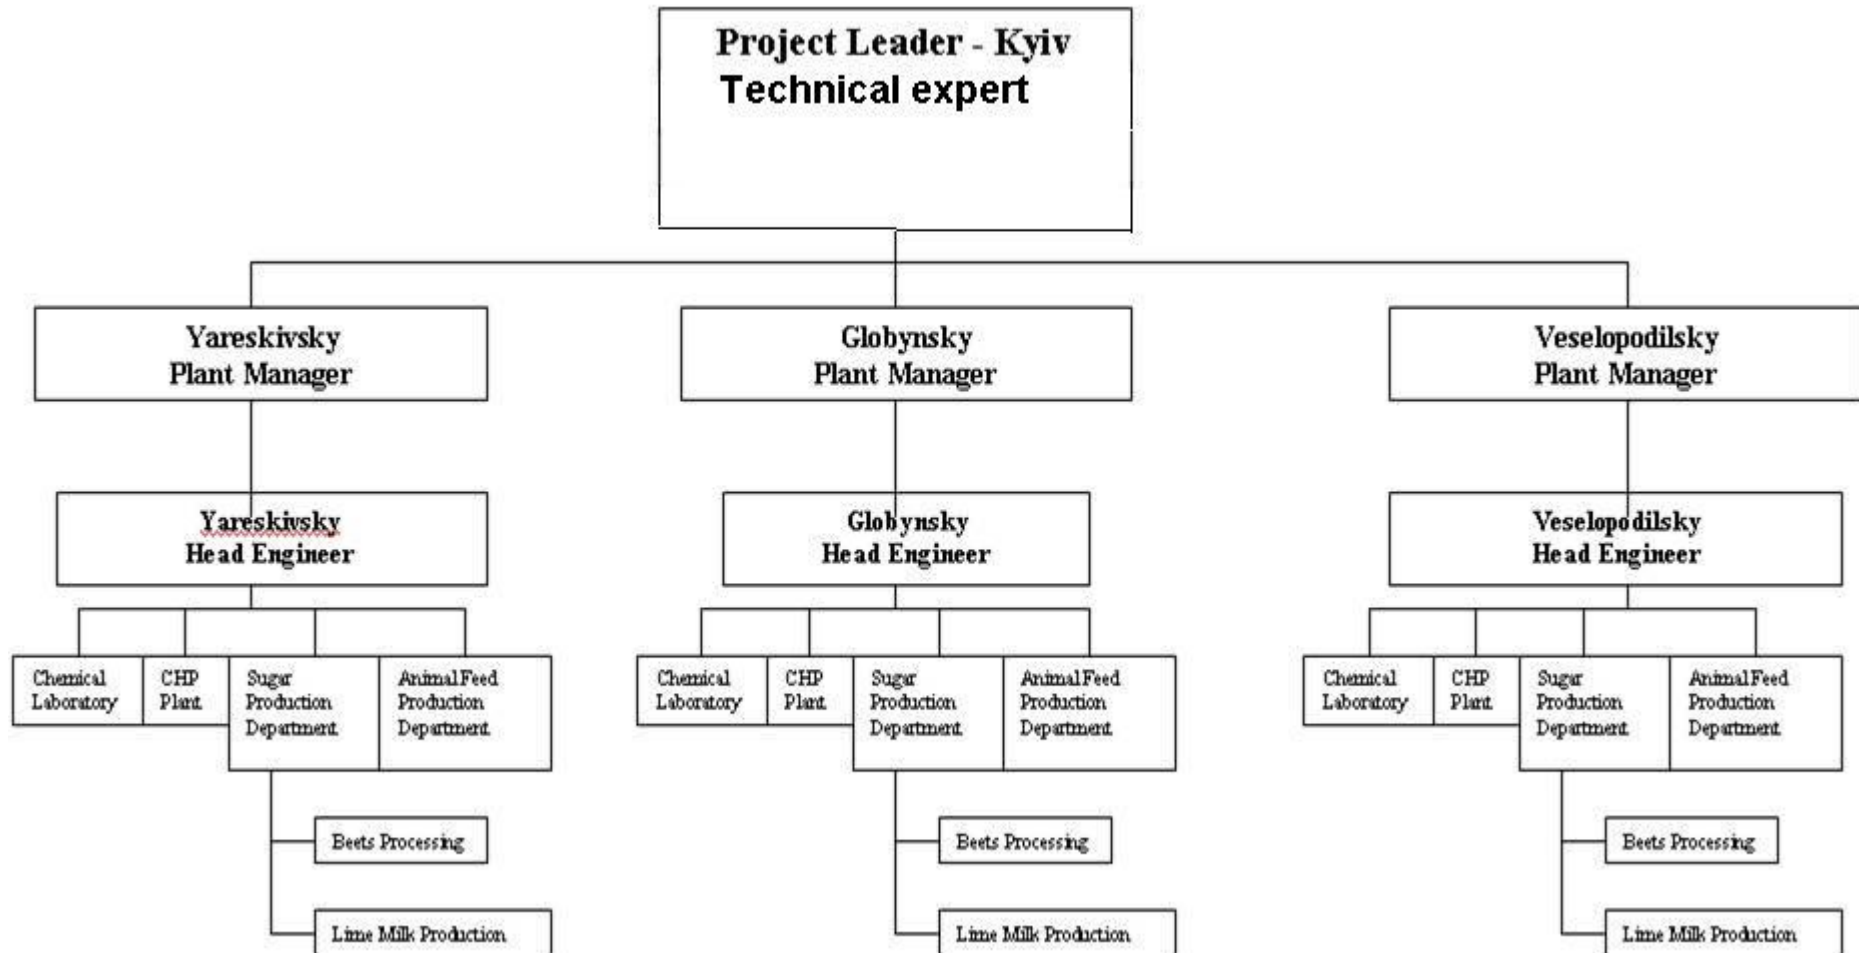 Project Leader - Kyiv
Technical expert
Yareskivsky
Plant Manager
Globynsky
Plant Manager
Veselopodilsky
Plant Manager
Yareskivsky
Head Engineer
Globynsky
Head Engineer
Veselopodilsky
Head Engineer
Chemical
Laboratory
CHP
Plant
Sugar
Production
Department
Animal Feed
Production
Department
Chemical
Laboratory
CHP
Plant
Sugar
Production
Department
Animal Feed
Production
Department
Chemical
Laboratory
CHP
Plant
Sugar
Production
Department
Animal Feed
Production
Department
Beets Processing
Beets Processing
Beets Processing
Lime Milk Production
Lime Milk Production
Lime Milk Production